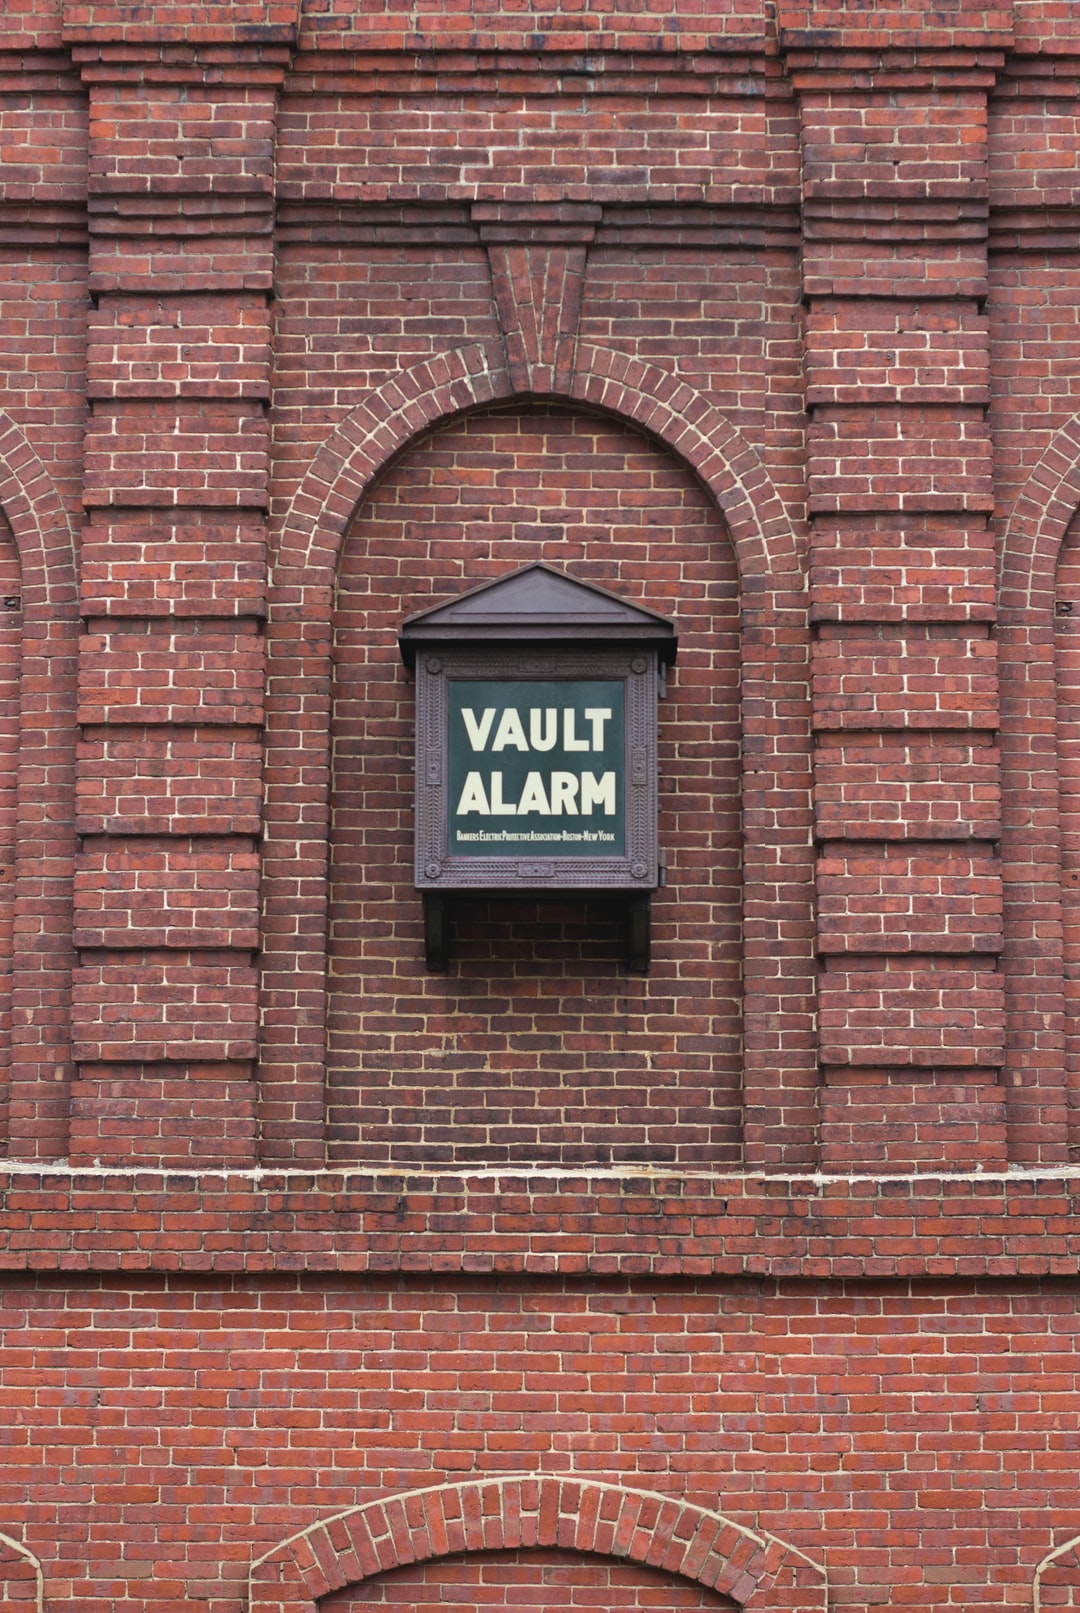 VAULT
ALARM
BANKERS ELECTRIC PROTECTIVE ASSOCIATION-BOSTON-NEW YORK